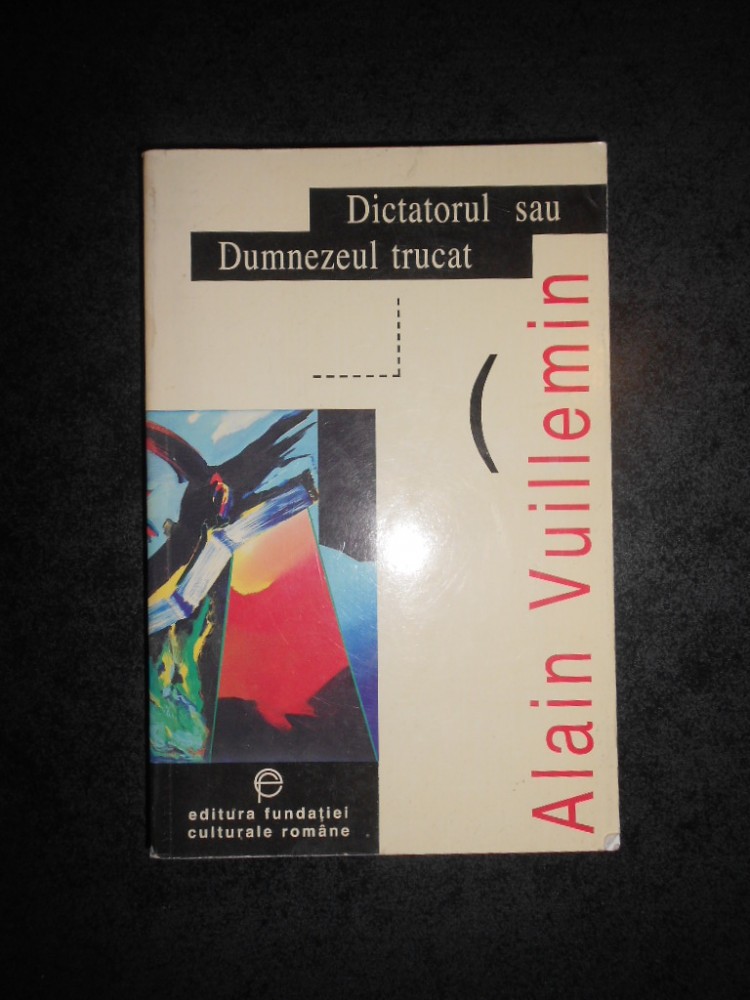 Dictatorul sau
Dumnezeul trucat
Alain Vuillemin
editura fundației
culturale române